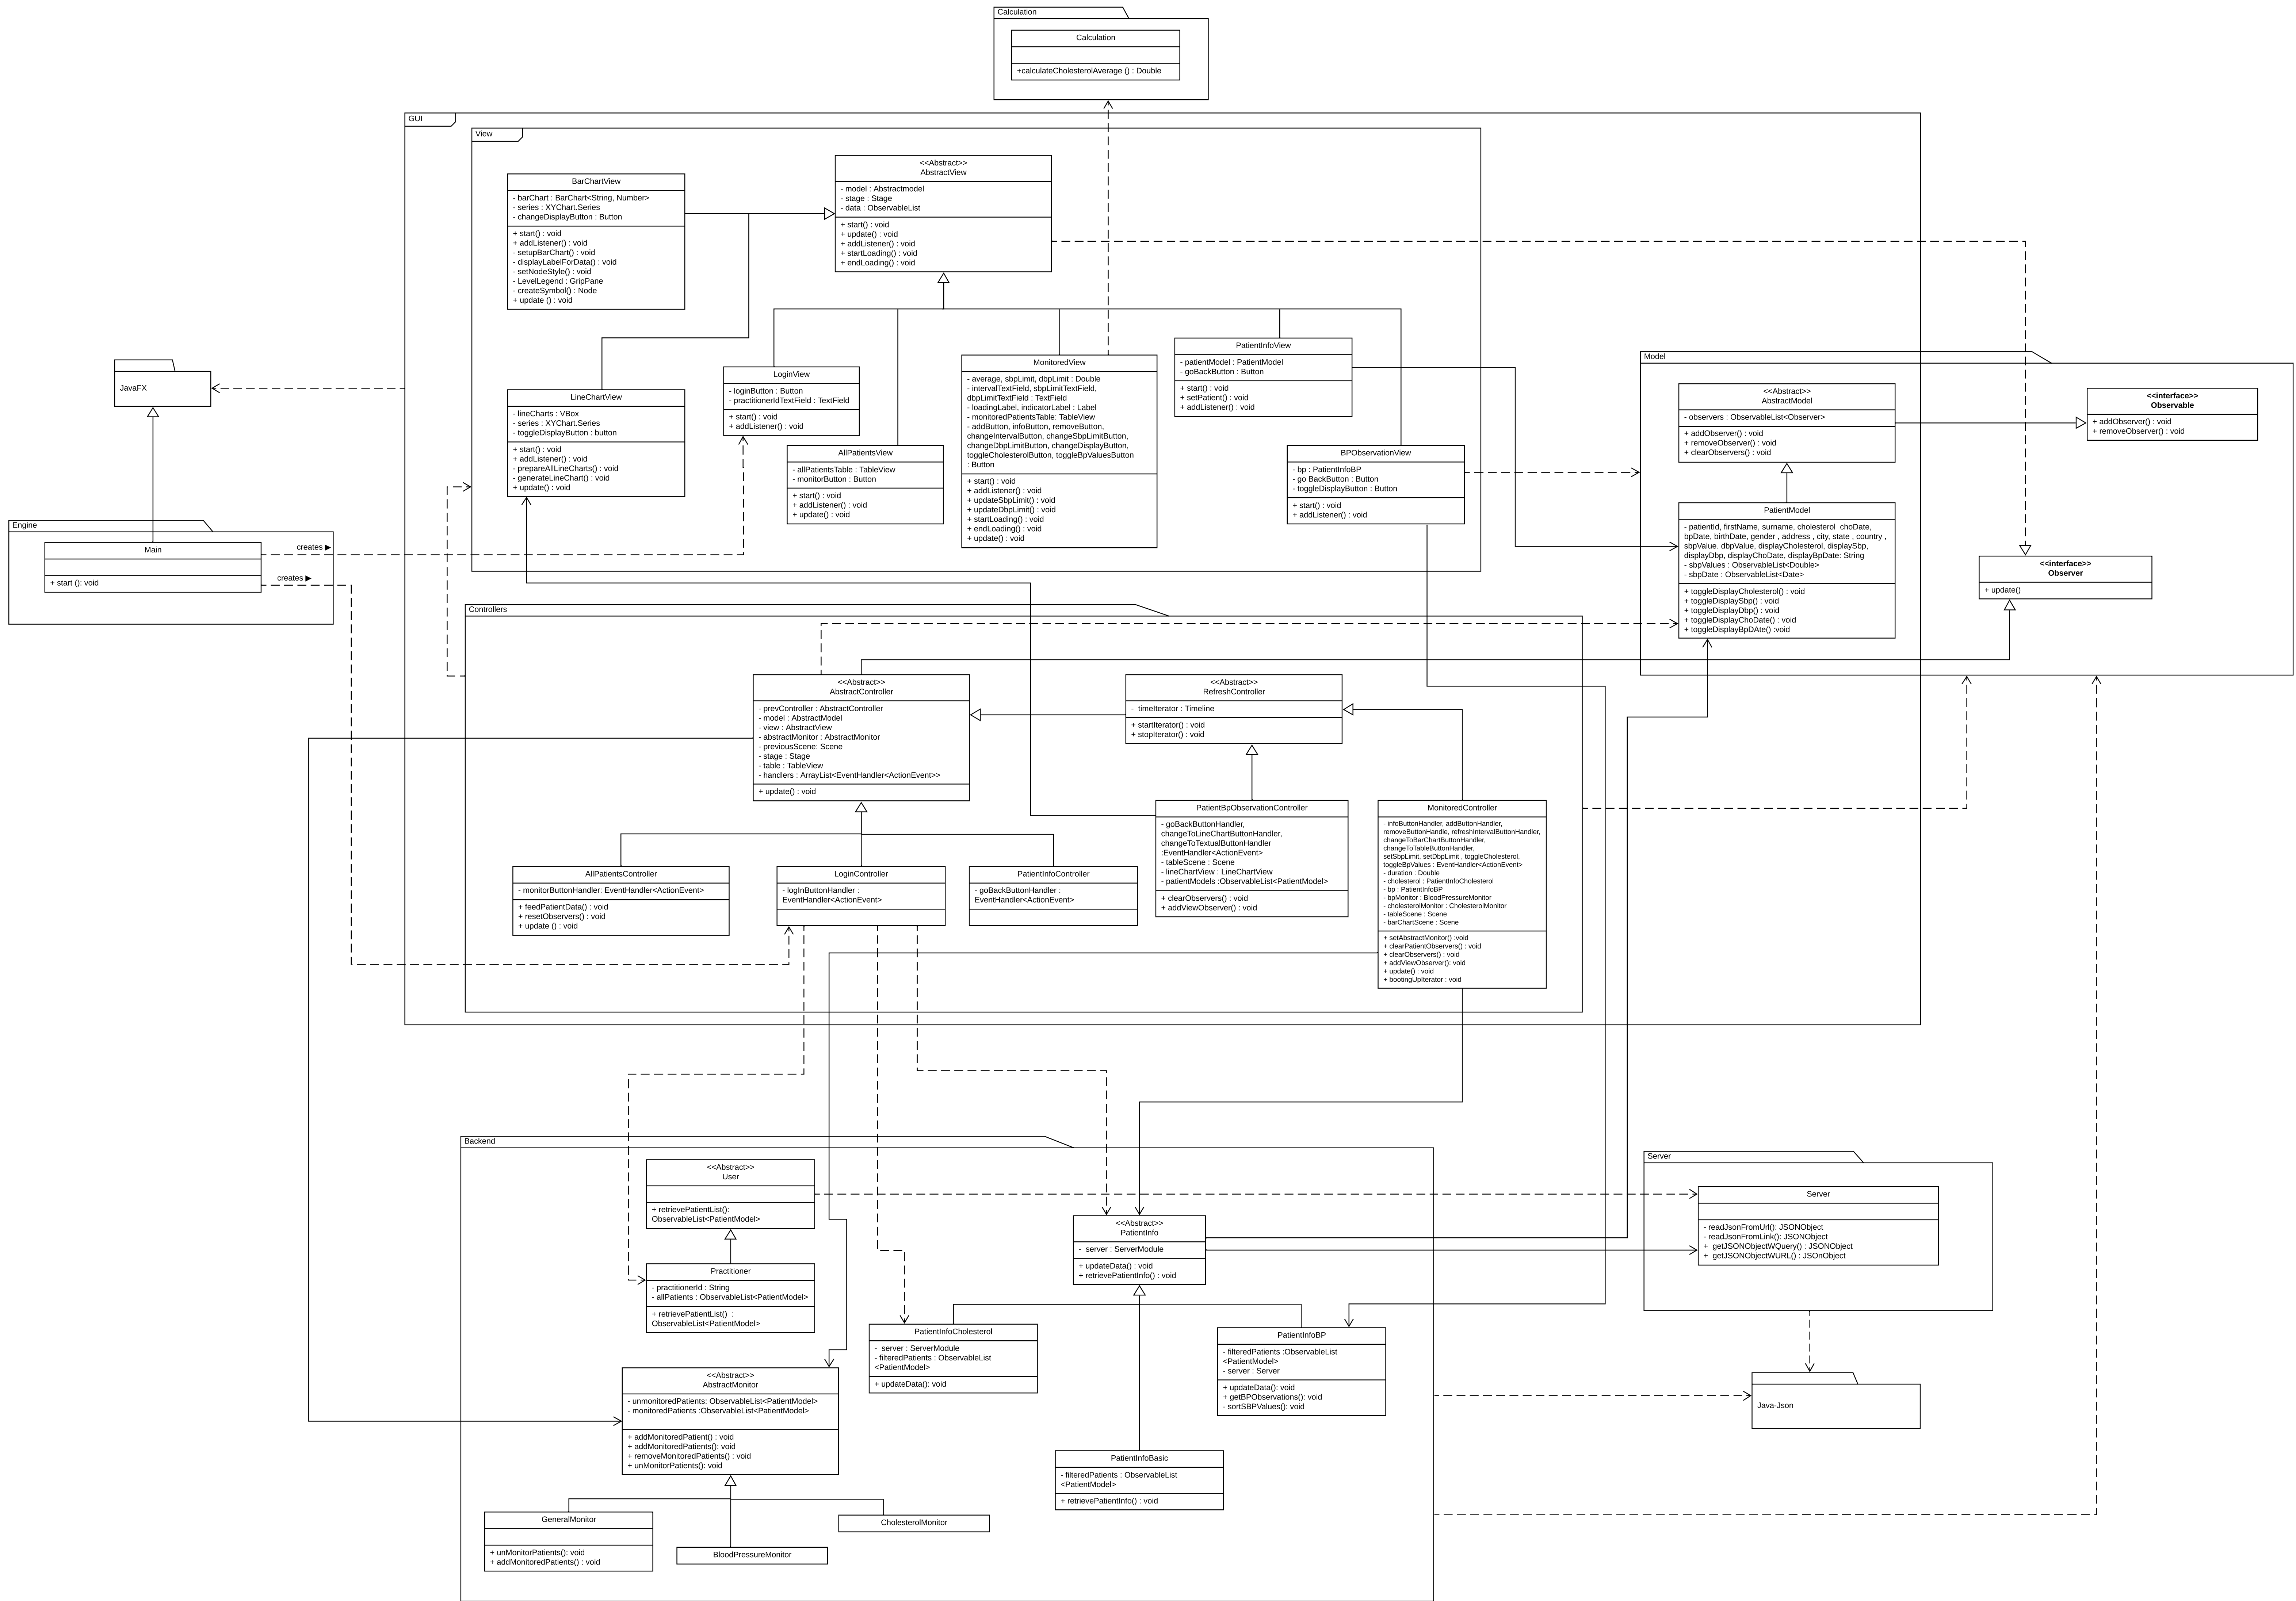 Calculation
Calculation
+calculateCholesterolAverage () : Double
GUI
View
BarChartView
- barChart : BarChart<String, Number>
- series : XYChart.Series
- changeDisplayButton : Button
+ start() : void
+ addListener() : void
- setupBarChart() : void
- displayLabelForData() : void
- setNodeStyle() : void
- LevelLegend : GripPane
- createSymbol() : Node
+ update () : void
<<Abstract>>
AbstractView
- model : Abstractmodel
- stage : Stage
- data : ObservableList
+ start() : void
+ update() : void
+ addListener() : void
+ startLoading() : void
+ endLoading() : void
JavaFX
LineChartView
- lineCharts : VBox
- series : XYChart.Series
- toggleDisplayButton : button
+ start() : void
+ addListener() : void
- prepareAllLineCharts() : void
- generateLineChart() : void
+ update() : void
LoginView
- loginButton : Button
- practitionerIdTextField : TextField
+ start() : void
+ addListener() : void
AllPatientsView
- allPatientsTable : TableView
- monitorButton : Button
+ start() : void
+ addListener() : void
+ update() : void
MonitoredView
- average, sbpLimit, dbpLimit : Double
- intervalTextField, sbpLimitTextField,
dbpLimitTextField : TextField
- loadingLabel, indicatorLabel : Label
- monitoredPatientsTable: TableView
- addButton, infoButton, removeButton,
changeIntervalButton, changeSbpLimitButton,
changeDbpLimitButton, changeDisplayButton,
toggleCholesterolButton, toggleBpValuesButton
: Button
+ start() : void
+ addListener() : void
+ updateSbpLimit() : void
+ updateDbpLimit() : void
+ startLoading() : void
+ endLoading() : void
+ update() : void
PatientInfoView
- patientModel : PatientModel
- goBackButton : Button
+ start() : void
+ setPatient() : void
+ addListener() : void
BPObservationView
- bp : PatientInfoBP
- go BackButton : Button
- toggleDisplayButton : Button
+ start() : void
+ addListener() : void
Model
<<Abstract>>
AbstractModel
- observers : ObservableList<Observer>
+ addObserver() : void
+ removeObserver() : void
+ clearObservers() : void
<<interface>>
Observable
+ addObserver() : void
+ removeObserver() : void
PatientModel
- patientId, firstName, surname, cholesterol  choDate,
bpDate, birthDate, gender , address , city, state , country ,
sbpValue. dbpValue, displayCholesterol, displaySbp,
displayDbp, displayChoDate, displayBpDate: String
- sbpValues : ObservableList<Double>
- sbpDate : ObservableList<Date>
+ toggleDisplayCholesterol() : void
+ toggleDisplaySbp() : void
+ toggleDisplayDbp() : void
+ toggleDisplayChoDate() : void
+ toggleDisplayBpDAte() :void
<<interface>>
Observer
+ update()
Engine
Main
+ start (): void
creates ▶
creates ▶
Controllers
<<Abstract>>
AbstractController
- prevController : AbstractController
- model : AbstractModel
- view : AbstractView
- abstractMonitor : AbstractMonitor
- previousScene: Scene
- stage : Stage
- table : TableView
- handlers : ArrayList<EventHandler<ActionEvent>>
+ update() : void
<<Abstract>>
RefreshController
-  timeIterator : Timeline
+ startIterator() : void
+ stopIterator() : void
AllPatientsController
- monitorButtonHandler: EventHandler<ActionEvent>
+ feedPatientData() : void
+ resetObservers() : void
+ update () : void
LoginController
- logInButtonHandler :
EventHandler<ActionEvent>
PatientInfoController
- goBackButtonHandler :
EventHandler<ActionEvent>
PatientBpObservationController
- goBackButtonHandler,
changeToLineChartButtonHandler,
changeToTextualButtonHandler
:EventHandler<ActionEvent>
- tableScene : Scene
- lineChartView : LineChartView
- patientModels :ObservableList<PatientModel>
+ clearObservers() : void
+ addViewObserver() : void
MonitoredController
- infoButtonHandler, addButtonHandler,
removeButtonHandle, refreshIntervalButtonHandler,
changeToBarChartButtonHandler,
changeToTableButtonHandler,
setSbpLimit, setDbpLimit , toggleCholesterol,
toggleBpValues : EventHandler<ActionEvent>
- duration : Double
- cholesterol : PatientInfoCholesterol
- bp : PatientInfoBP
- bpMonitor : BloodPressureMonitor
- cholesterolMonitor : CholesterolMonitor
- tableScene : Scene
- barChartScene : Scene
+ setAbstractMonitor() :void
+ clearPatientObservers() : void
+ clearObservers() : void
+ addViewObserver(): void
+ update() : void
+ bootingUpIterator : void
Backend
<<Abstract>>
User
+ retrievePatientList():
ObservableList<PatientModel>
Practitioner
- practitionerId : String
- allPatients : ObservableList<PatientModel>
+ retrievePatientList()  :
ObservableList<PatientModel>
<<Abstract>>
AbstractMonitor
- unmonitoredPatients: ObservableList<PatientModel>
- monitoredPatients :ObservableList<PatientModel>
+ addMonitoredPatient() : void
+ addMonitoredPatients(): void
+ removeMonitoredPatients() : void
+ unMonitorPatients(): void
GeneralMonitor
+ unMonitorPatients(): void
+ addMonitoredPatients() : void
BloodPressureMonitor
CholesterolMonitor
<<Abstract>>
PatientInfo
-  server : ServerModule
+ updateData() : void
+ retrievePatientInfo() : void
PatientInfoCholesterol
-  server : ServerModule
- filteredPatients : ObservableList
<PatientModel>
+ updateData(): void
PatientInfoBP
- filteredPatients :ObservableList
<PatientModel>
- server : Server
+ updateData(): void
+ getBPObservations(): void
- sortSBPValues(): void
PatientInfoBasic
- filteredPatients : ObservableList
<PatientModel>
+ retrievePatientInfo() : void
Server
Server
- readJsonFromUrl(): JSONObject
- readJsonFromLink(): JSONObject
+  getJSONObjectWQuery() : JSONObject
+  getJSONObjectWURL() : JSOnObject
Java-Json